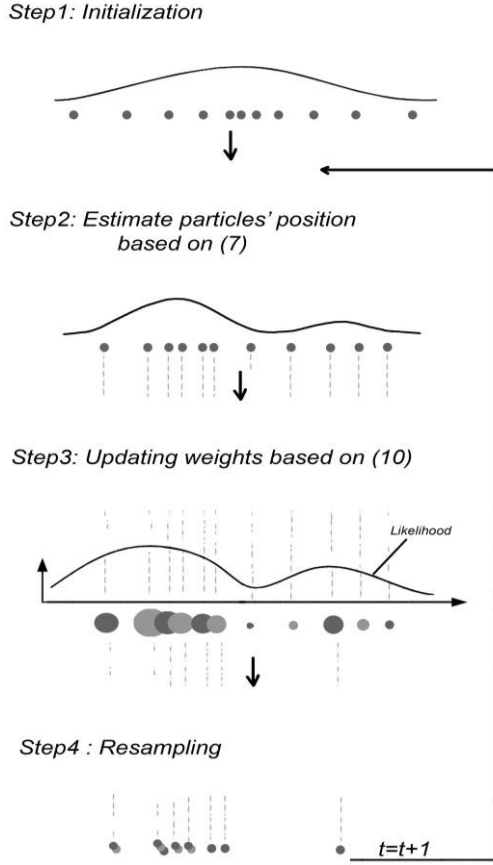 Step1: Initialization
Step2: Estimate particles' position
based on (7)
Step3: Updating weights based on (10)
Likelihood
Step4 : Resampling
t=t+1